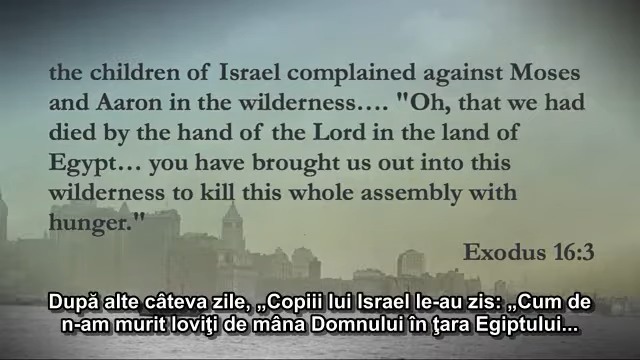 the children of Israel complained against Moses
and Aaron in the wilderness.... "Oh, that we had
died by the hand of the Lord in the land of
Egypt... you have brought us out into this
wilderness to kill this whole assembly with
hunger."
Exodus 16:3
După alte câteva zile, „Copiii lui Israel le-au zis: „Cum de
n-am murit loviţi de mâna Domnului în ţara Egiptului...